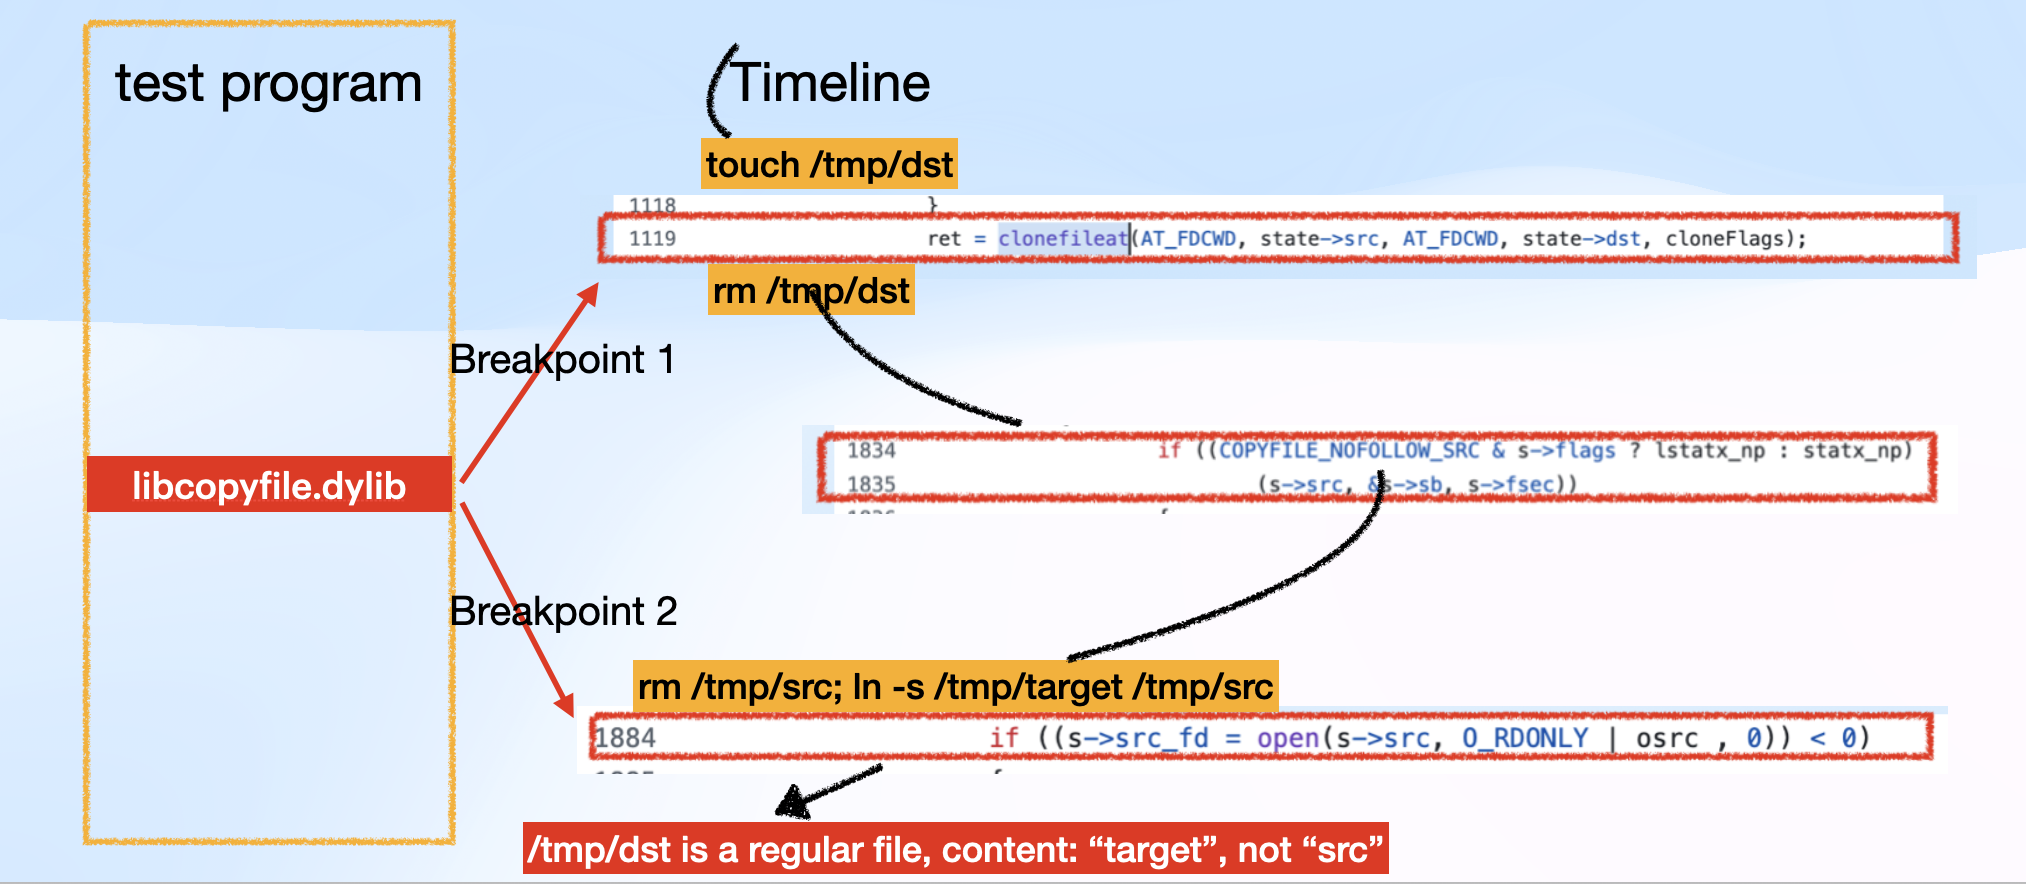 test program
Timeline
touch /tmp/dst
1118 }
1119 ret = clonefileat(AT_FDCWD, state->src, AT_FDCWD, state->dst, cloneFlags);
rm /tmp/dst
Breakpoint 1
1834 if ((COPYFILE_NOFOLLOW_SRC & s->flags ? lstatx_np : statx_np)
libcopyfile.dylib
1835 (s->src, &s->sb, s->fsec))
Breakpoint 2
rm /tmp/src; ln -s /tmp/target /tmp/src
1884 if ((s->src_fd = open(s->src, O_RDONLY | osrc , 0)) < 0)
/tmp/dst is a regular file, content: “target”, not “src”